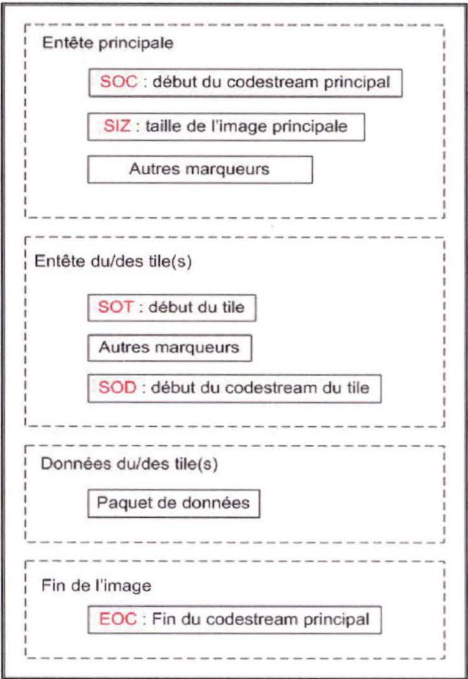 Entête principale
SOC : début du codestream principal
SIZ : taille de l'image principale
Autres marqueurs
Entête du/des tile(s)
SOT : début du tile
Autres marqueurs
SOD : début du codestream du tile
Données du/des tile(s)
Paquet de données
Fin de l'image
EOC : Fin du codestream principal